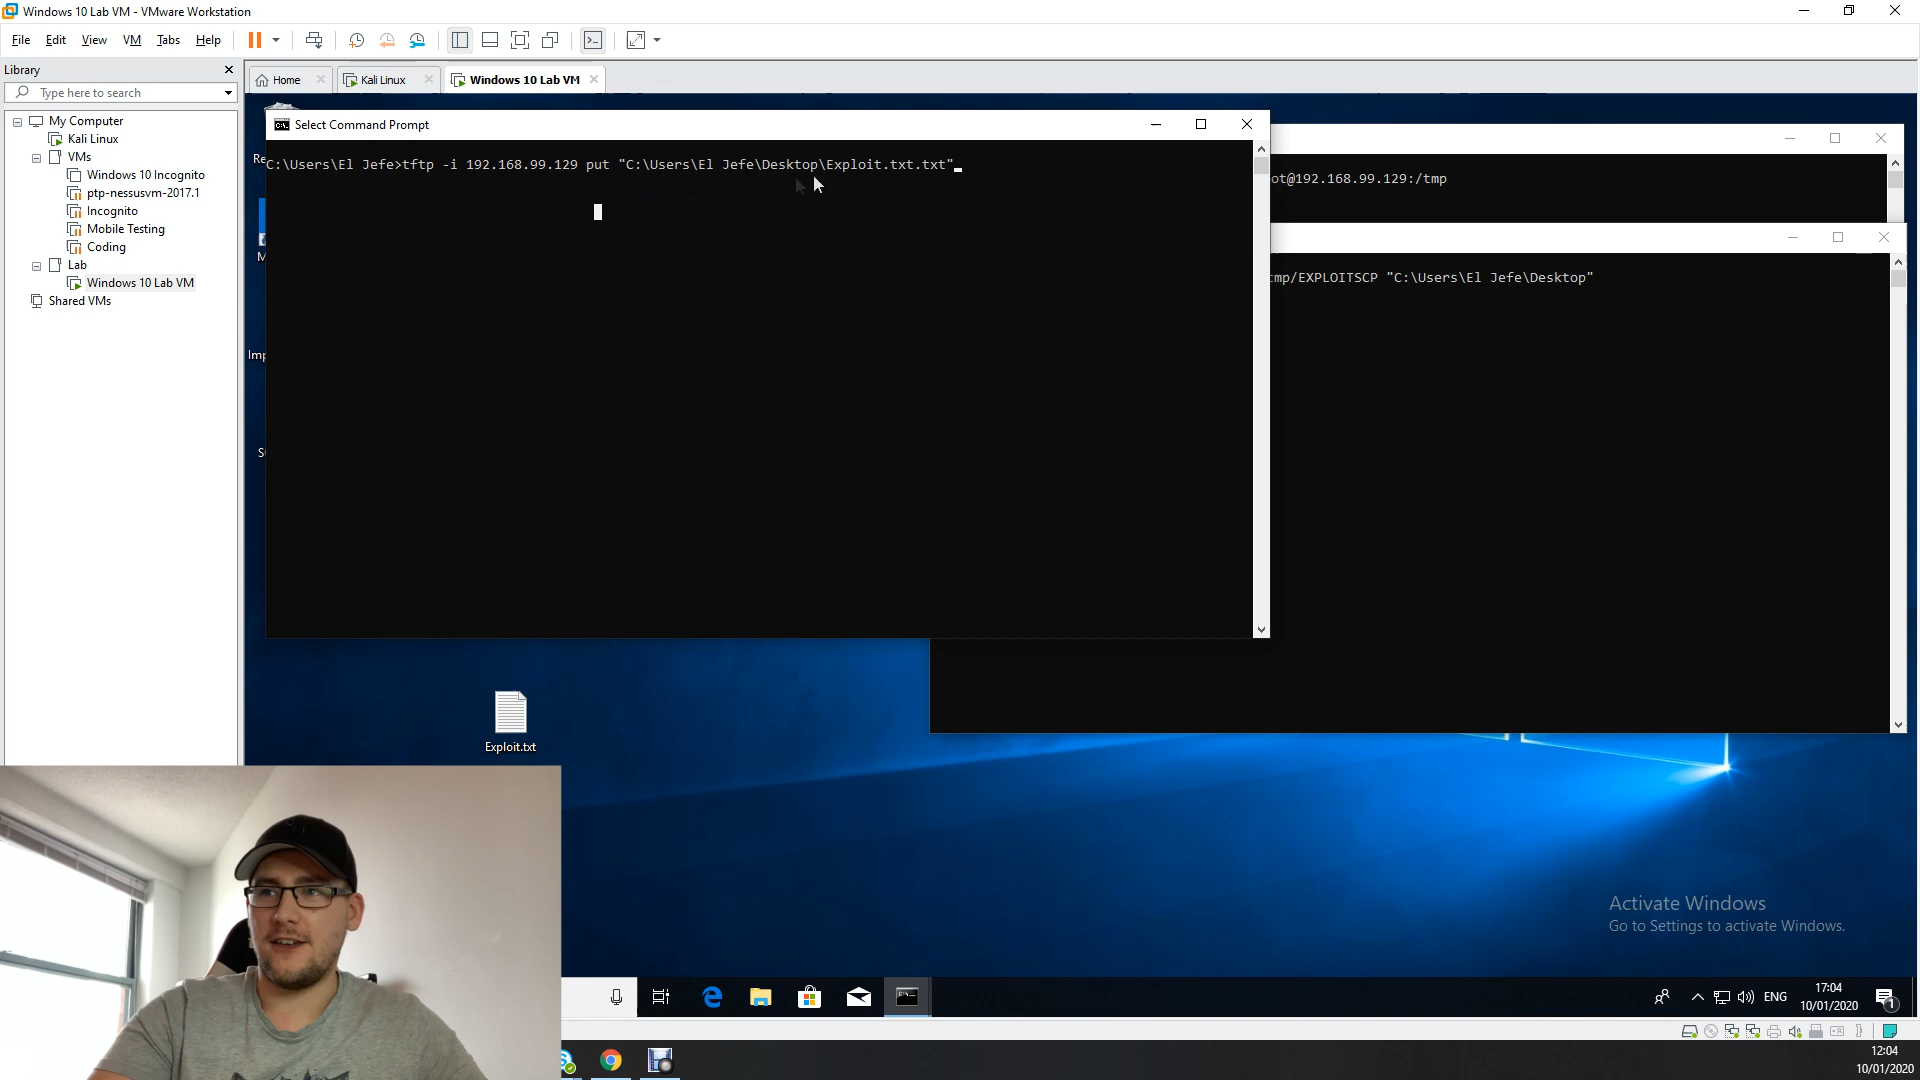 Windows 10 Lab VM - VMware Workstation
File Edit View VM Tabs Help
Library
Type here to search
My Computer
Kali Linux
VMs
Windows 10 Incognito
ptp-nessusvm-2017.1
Incognito
Mobile Testing
Coding
Lab
Windows 10 Lab VM
Shared VMs
Home
Kali Linux
Windows 10 Lab VM
Select Command Prompt
C:\Users\El Jefe>tftp -i 192.168.99.129 put "C:\Users\El Jefe\Desktop\Exploit.txt.txt"
ot@192.168.99.129:/tmp
mp/EXPLOITSCP "C:\Users\El Jefe\Desktop"
Re
M
Imp
Exploit.txt
Activate Windows
Go to Settings to activate Windows.
ENG
17:04
10/01/2020
1
12:04
10/01/2020